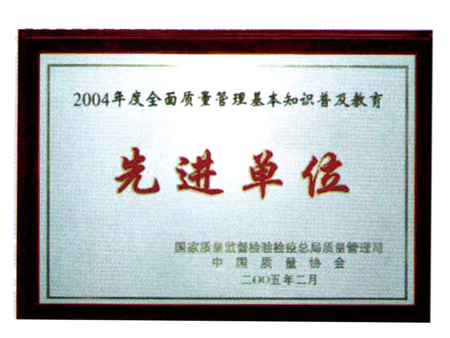 2004年度全面质量管理基本知识普及教育
先进单位
国家质量监督检验检疫总局质量管理司
中国质量协会
二〇〇五年二月